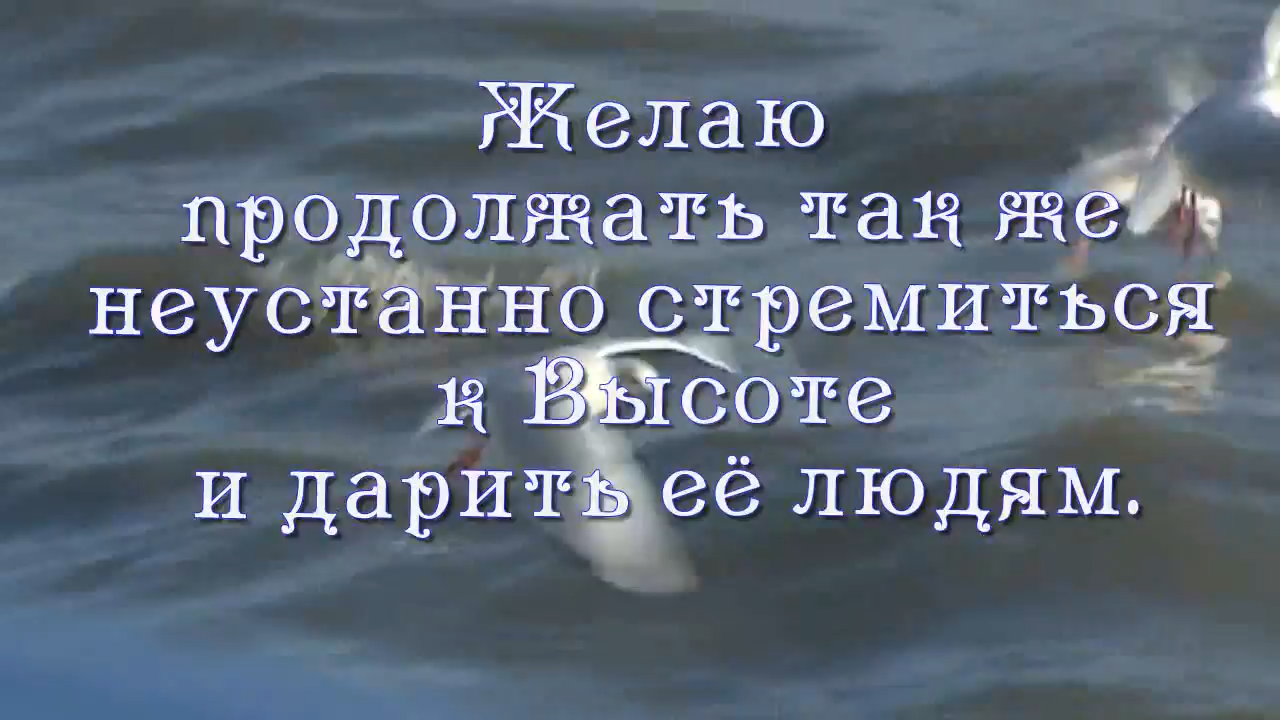 Желаю
продолжать так же
неустанно стремиться
к Высоте
и дарить её людям.